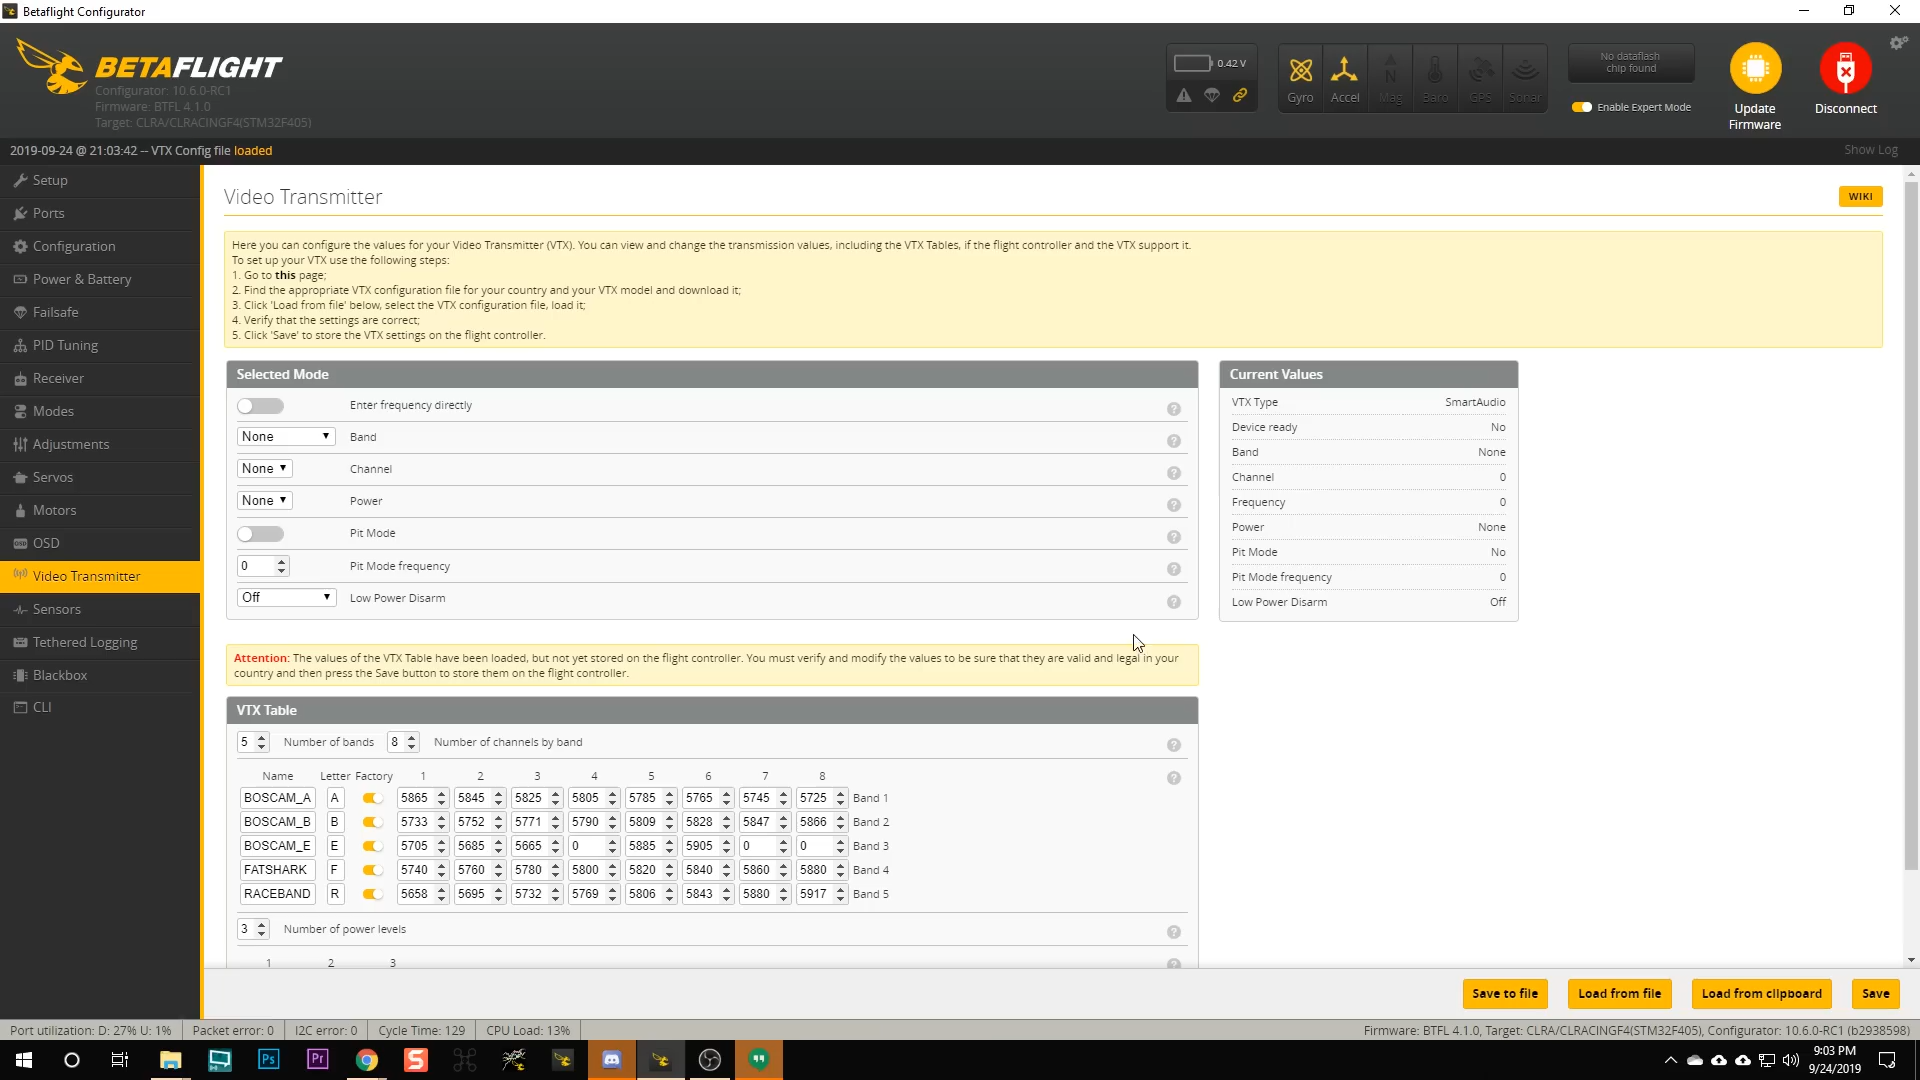 Betaflight Configurator
BETAFLIGHT
Configurator: 10.6.0-RC1
Firmware: BTFL 4.1.0
Target: CLRA/CLRACINGF4(STM32F405)
0.42 V
Gyro Accel Mag Baro GPS Sonar
No dataflash
chip found
Enable Expert Mode
Update
Firmware
Disconnect
2019-09-24 @ 21:03:42 -- VTX Config file loaded
Show Log
Setup
Ports
Configuration
Power & Battery
Failsafe
PID Tuning
Receiver
Modes
Adjustments
Servos
Motors
OSD
Video Transmitter
Sensors
Tethered Logging
Blackbox
CLI
Video Transmitter
WIKI
Here you can configure the values for your Video Transmitter (VTX). You can view and change the transmission values, including the VTX Tables, if the flight controller and the VTX support it.
To set up your VTX use the following steps:
1. Go to this page;
2. Find the appropriate VTX configuration file for your country and your VTX model and download it;
3. Click 'Load from file' below, select the VTX configuration file, load it;
4. Verify that the settings are correct;
5. Click 'Save' to store the VTX settings on the flight controller.
Selected Mode
Enter frequency directly ?
None Band ?
None Channel ?
None Power ?
Pit Mode ?
0 Pit Mode frequency ?
Off Low Power Disarm ?
Current Values
VTX Type SmartAudio
Device ready No
Band None
Channel 0
Frequency 0
Power None
Pit Mode No
Pit Mode frequency 0
Low Power Disarm Off
Attention: The values of the VTX Table have been loaded, but not yet stored on the flight controller. You must verify and modify the values to be sure that they are valid and legal in your
country and then press the Save button to store them on the flight controller.
VTX Table
5 Number of bands 8 Number of channels by band ?
Name Letter Factory 1 2 3 4 5 6 7 8 ?
BOSCAM_A A 5865 5845 5825 5805 5785 5765 5745 5725 Band 1
BOSCAM_B B 5733 5752 5771 5790 5809 5828 5847 5866 Band 2
BOSCAM_E E 5705 5685 5665 0 5885 5905 0 0 Band 3
FATSHARK F 5740 5760 5780 5800 5820 5840 5860 5880 Band 4
RACEBAND R 5658 5695 5732 5769 5806 5843 5880 5917 Band 5
3 Number of power levels ?
1 2 3 ?
Save to file
Load from file
Load from clipboard
Save
Port utilization: D: 27% U: 1% Packet error: 0 I2C error: 0 Cycle Time: 129 CPU Load: 13%
Firmware: BTFL 4.1.0, Target: CLRA/CLRACINGF4(STM32F405), Configurator: 10.6.0-RC1 (b2938598)
Ps
Pr
S
9:03 PM
9/24/2019